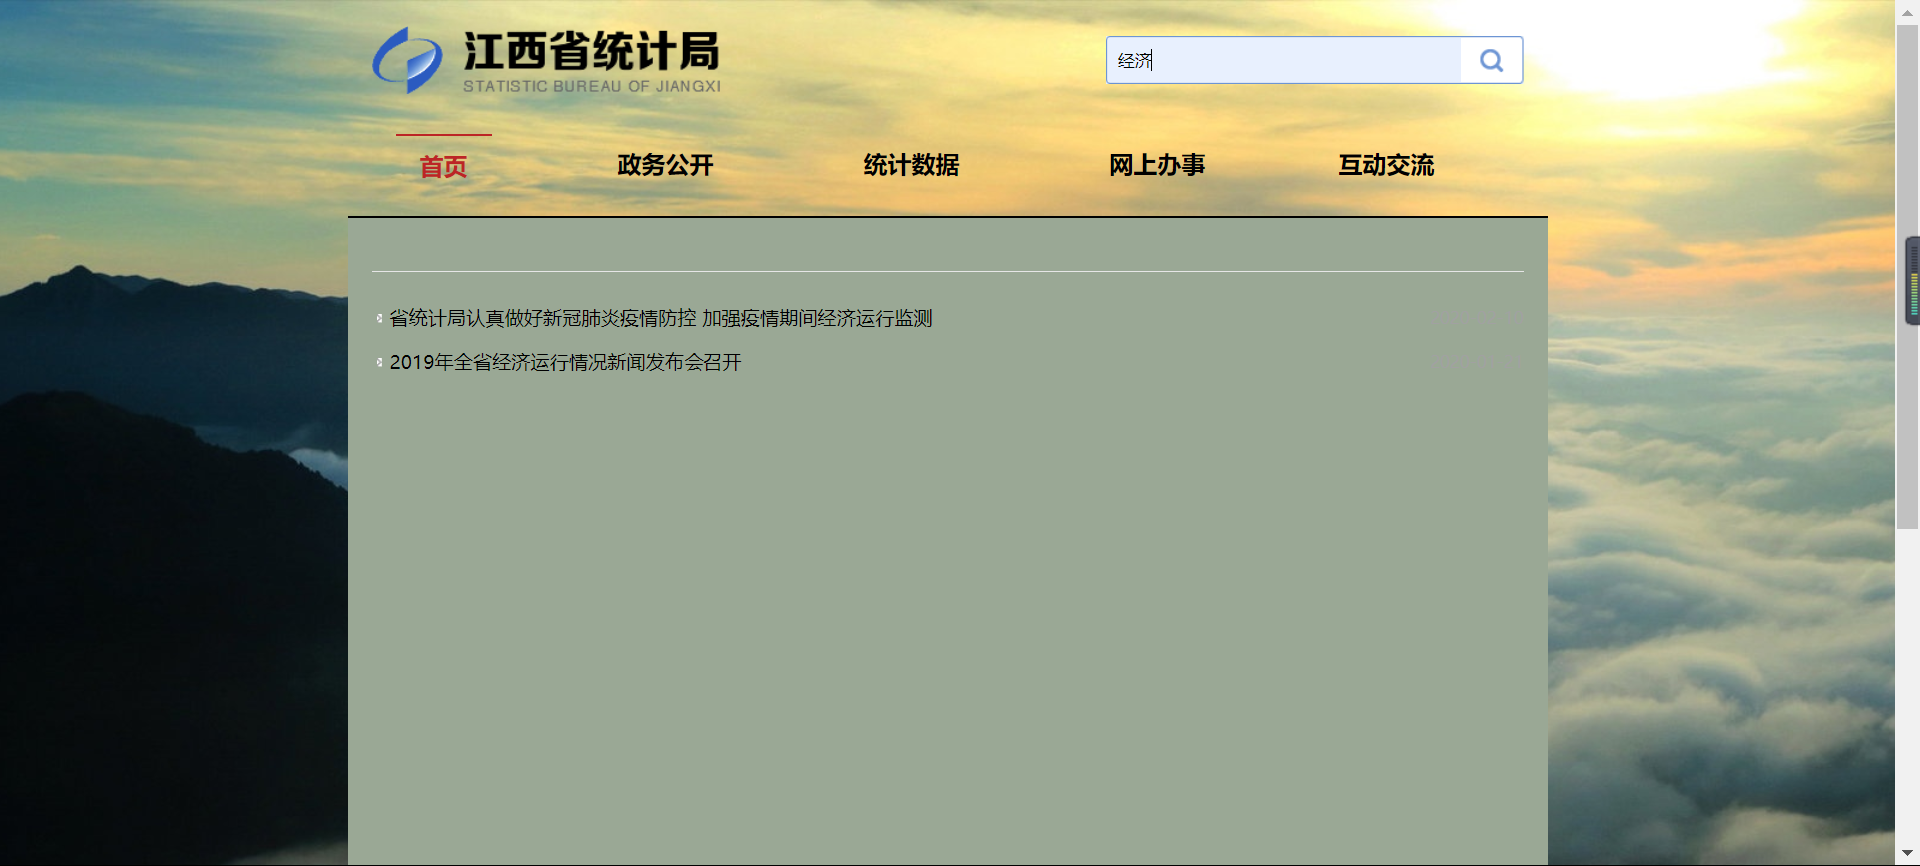 江西省统计局
STATISTIC BUREAU OF JIANGXI
经济
首页 政务公开 统计数据 网上办事 互动交流
省统计局认真做好新冠肺炎疫情防控 加强疫情期间经济运行监测
2019年全省经济运行情况新闻发布会召开